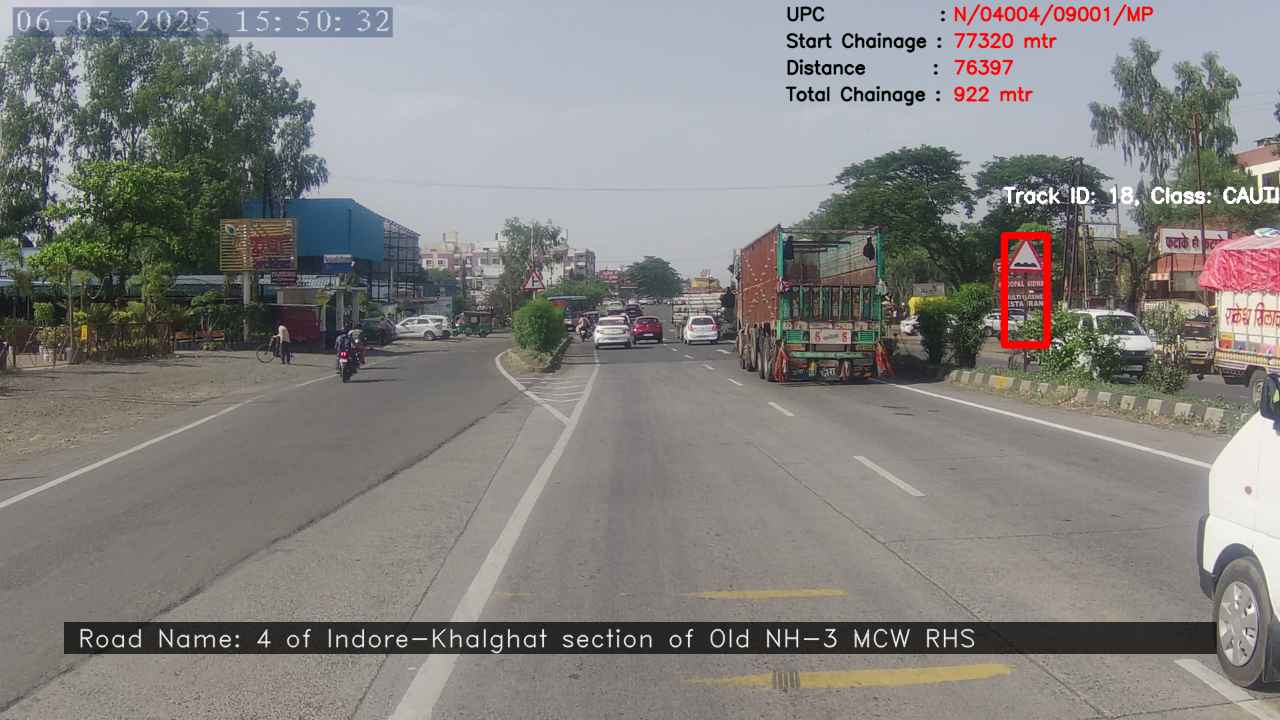 06-05-2025 15:50:32
UPC : N/04004/09001/MP
Start Chainage : 77320 mtr
Distance : 76397
Total Chainage : 922 mtr
Track ID: 18, Class: CAUTI
फटाके ही फटाके
Road Name: 4 of Indore-Khalghat section of Old NH-3 MCW RHS